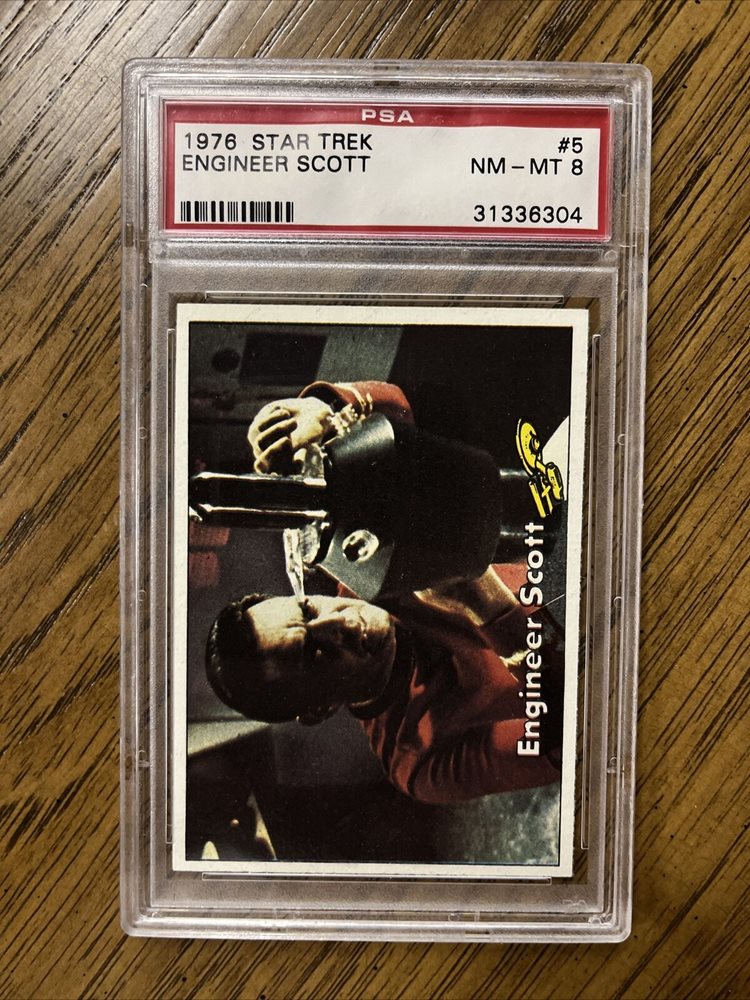 PSA
1976 STAR TREK #5
ENGINEER SCOTT NM-MT 8
31336304
Engineer Scott